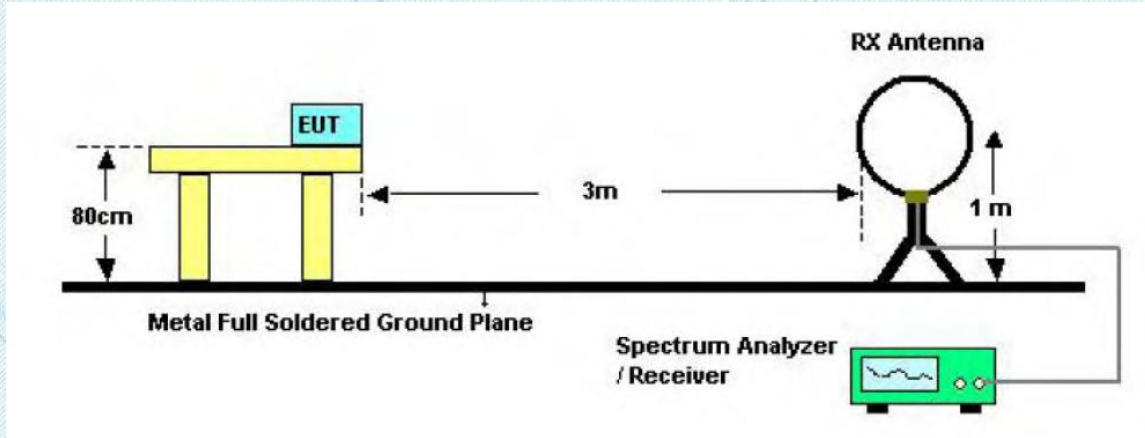 RX Antenna
EUT
80cm
3m
1 m
Metal Full Soldered Ground Plane
Spectrum Analyzer
/ Receiver